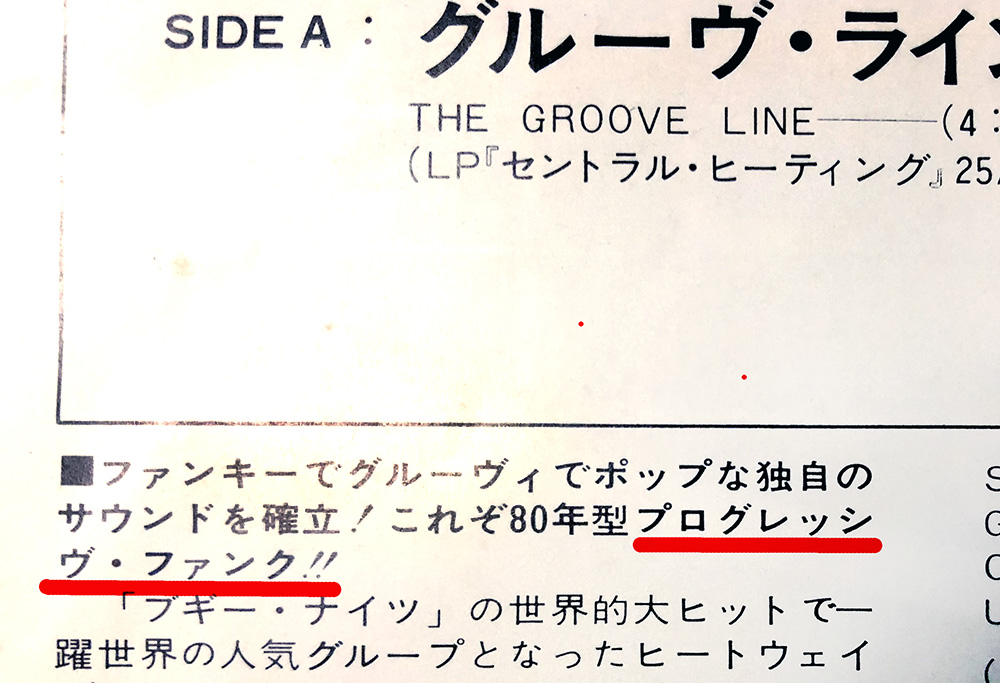 SIDE A : グルーヴ・ライン
THE GROOVE LINE——(4:
(LP『セントラル・ヒーティング』25
■ファンキーでグルーヴィでポップな独自の
サウンドを確立！これぞ80年型プログレッシ
ヴ・ファンク!!
「ブギー・ナイツ」の世界的大ヒットで一
躍世界の人気グループとなったヒートウェイ